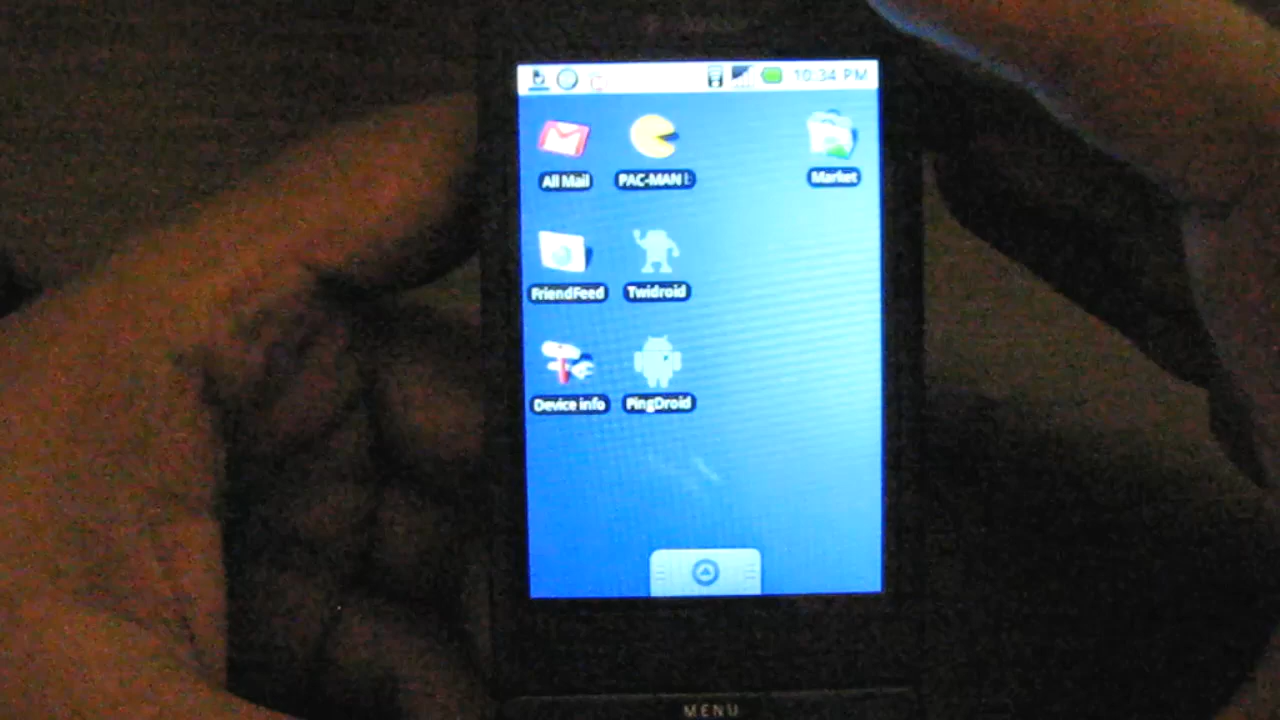 10:34 PM
All Mail PAC-MAN Market
FriendFeed Twidroid
Device info PingDroid
MENU